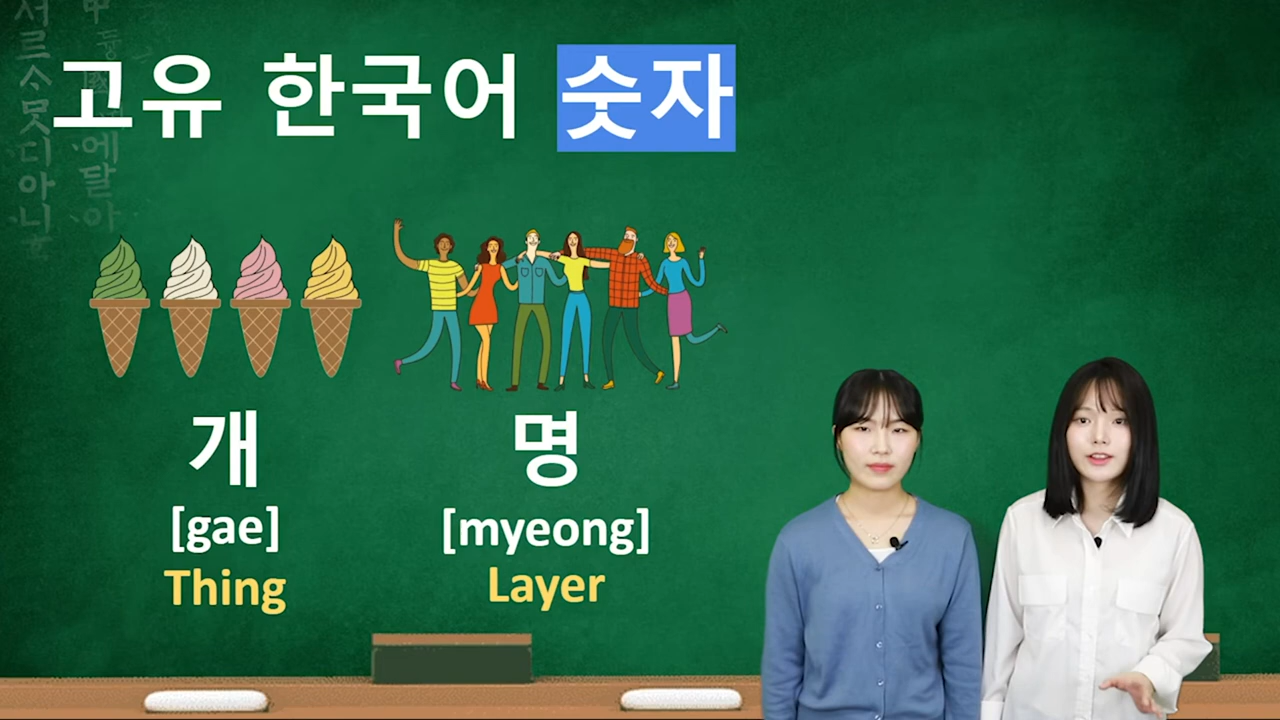 고유 한국어 숫자
개
[gae]
Thing
명
[myeong]
Layer